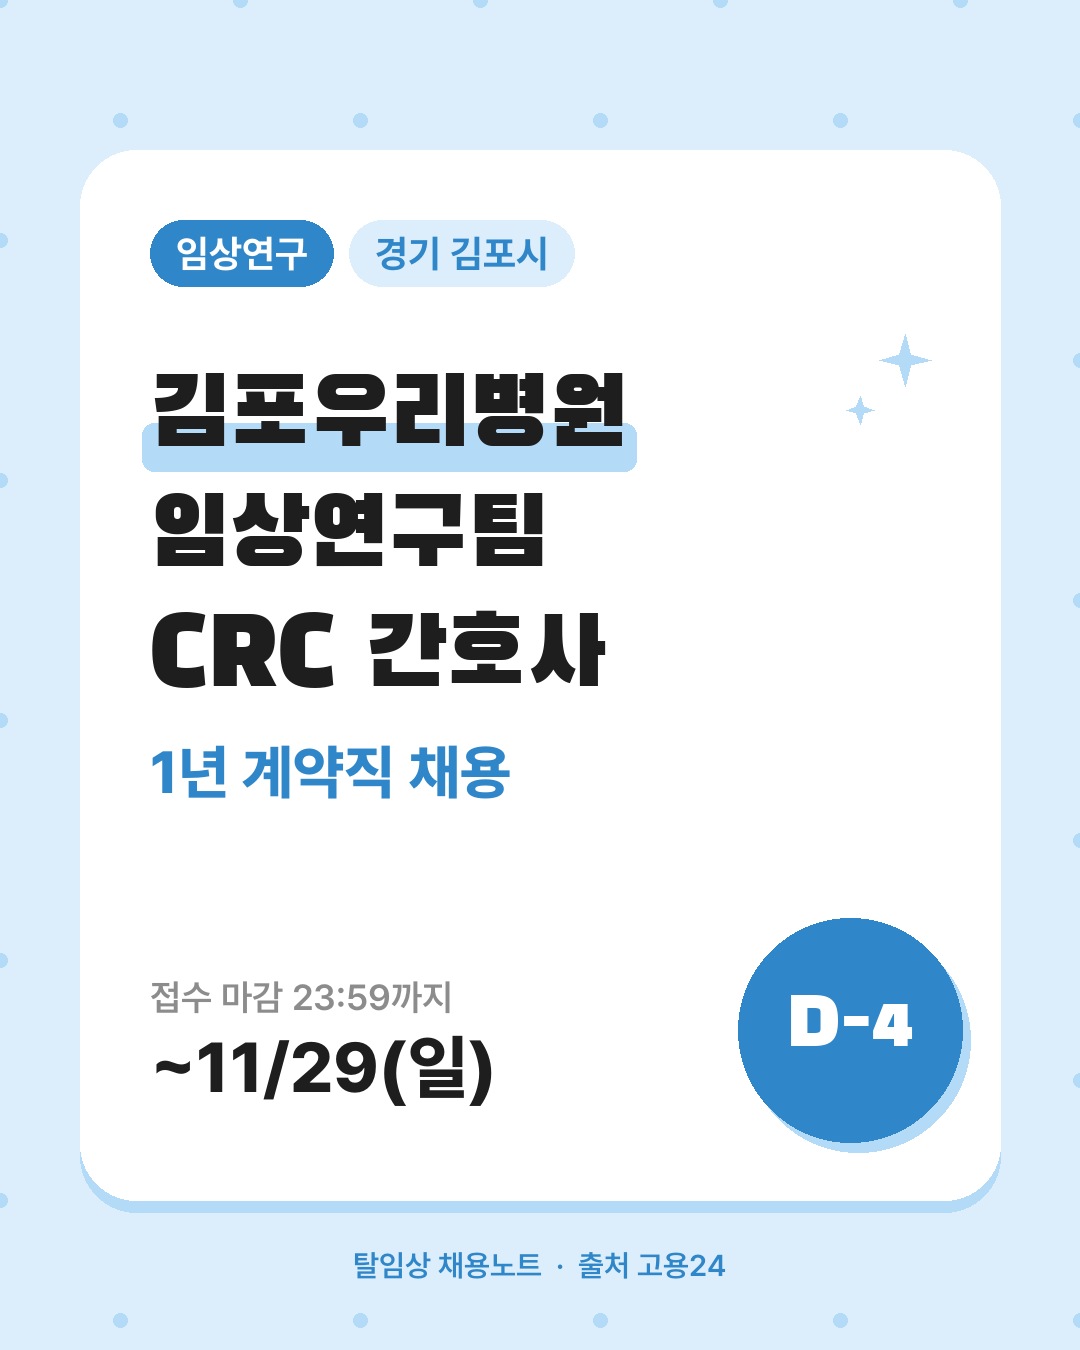 임상연구 경기 김포시
김포우리병원
임상연구팀
CRC 간호사
1년 계약직 채용
접수 마감 23:59까지
~11/29(일)
D-4
탈임상 채용노트 · 출처 고용24